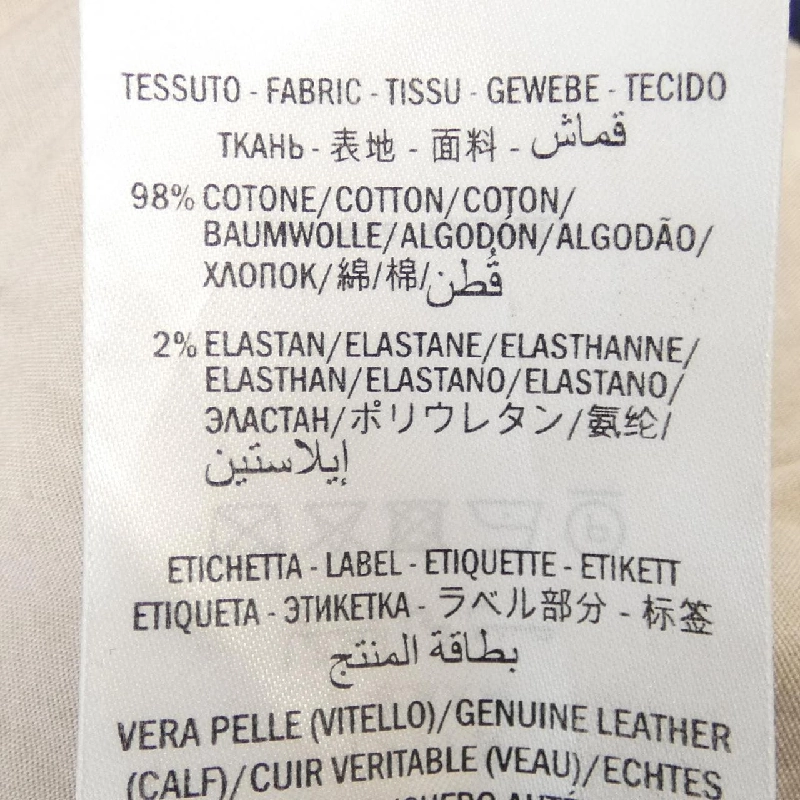 TESSUTO - FABRIC - TISSU - GEWEBE - TECIDO
ТКАНЬ - 表地 - 面料 - قماش
98% COTONE/COTTON/COTON/
BAUMWOLLE/ALGODÓN/ALGODÃO/
ХЛОПОК/綿/棉/قُطن
2% ELASTAN/ELASTANE/ELASTHANNE/
ELASTHAN/ELASTANO/ELASTANO/
ЭЛАСТАН/ポリウレタン/氨纶/
إيلاستين
ETICHETTA - LABEL - ETIQUETTE - ETIKETT
ETIQUETA - ЭТИКЕТКА - ラベル部分 - 标签
بطاقة المنتج
VERA PELLE (VITELLO)/GENUINE LEATHER
(CALF)/CUIR VERITABLE (VEAU)/ECHTES